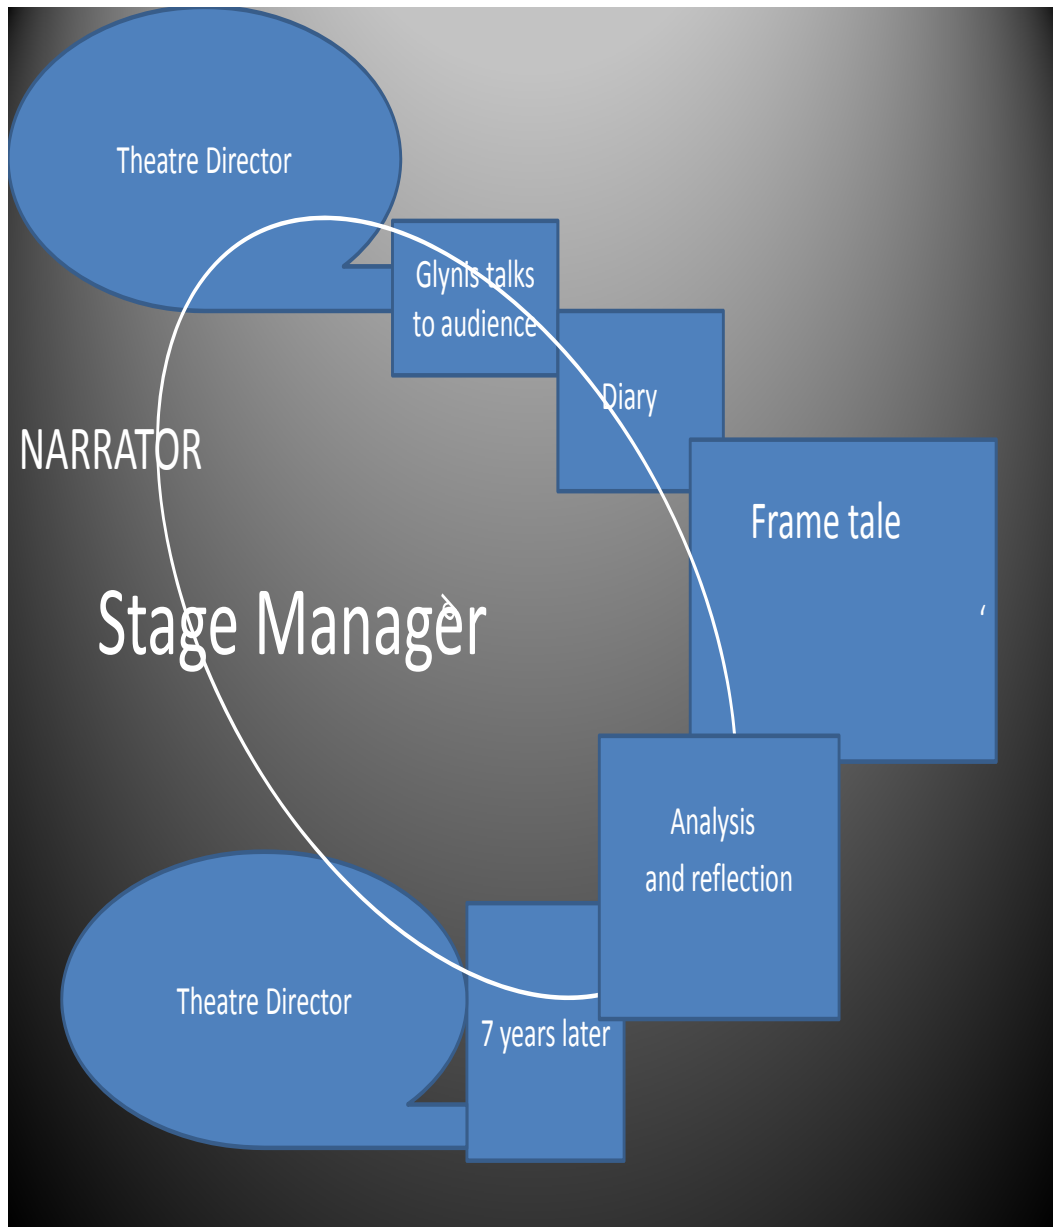 Theatre Director
Glynis talks
to audience
Diary
NARRATOR
Frame tale
Stage Manager
‘
Analysis
and reflection
Theatre Director
7 years later